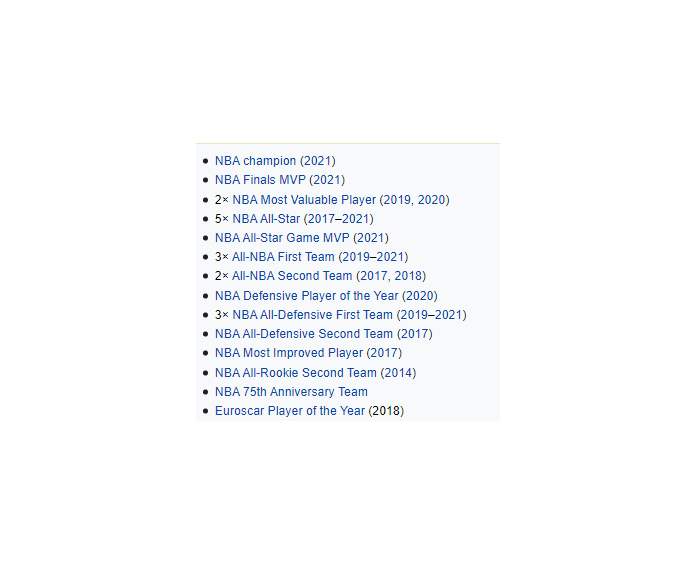 NBA champion (2021)
NBA Finals MVP (2021)
2× NBA Most Valuable Player (2019, 2020)
5× NBA All-Star (2017–2021)
NBA All-Star Game MVP (2021)
3× All-NBA First Team (2019–2021)
2× All-NBA Second Team (2017, 2018)
NBA Defensive Player of the Year (2020)
3× NBA All-Defensive First Team (2019–2021)
NBA All-Defensive Second Team (2017)
NBA Most Improved Player (2017)
NBA All-Rookie Second Team (2014)
NBA 75th Anniversary Team
Euroscar Player of the Year (2018)